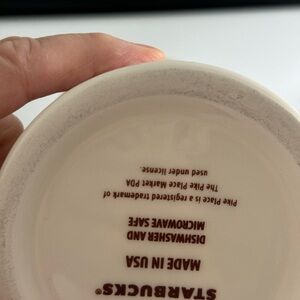 STARBUCKS®
MADE IN USA
DISHWASHER AND
MICROWAVE SAFE
Pike Place is a registered trademark of
The Pike Place Market PDA
used under license.